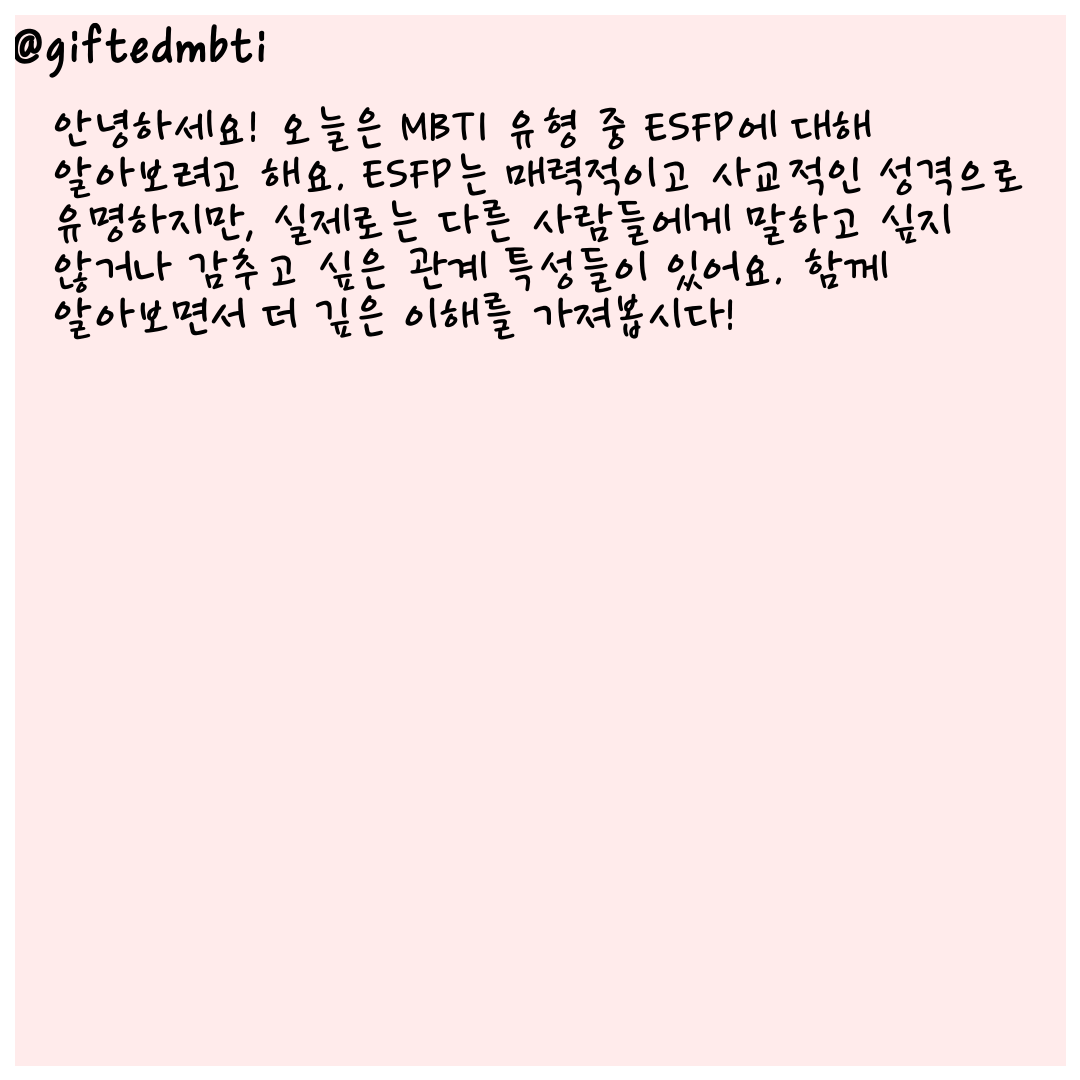 @giftedmbti
안녕하세요! 오늘은 MBTI 유형 중 ESFP에 대해
알아보려고 해요. ESFP는 매력적이고 사교적인 성격으로
유명하지만, 실제로는 다른 사람들에게 말하고 싶지
않거나 감추고 싶은 관계 특성들이 있어요. 함께
알아보면서 더 깊은 이해를 가져봅시다!